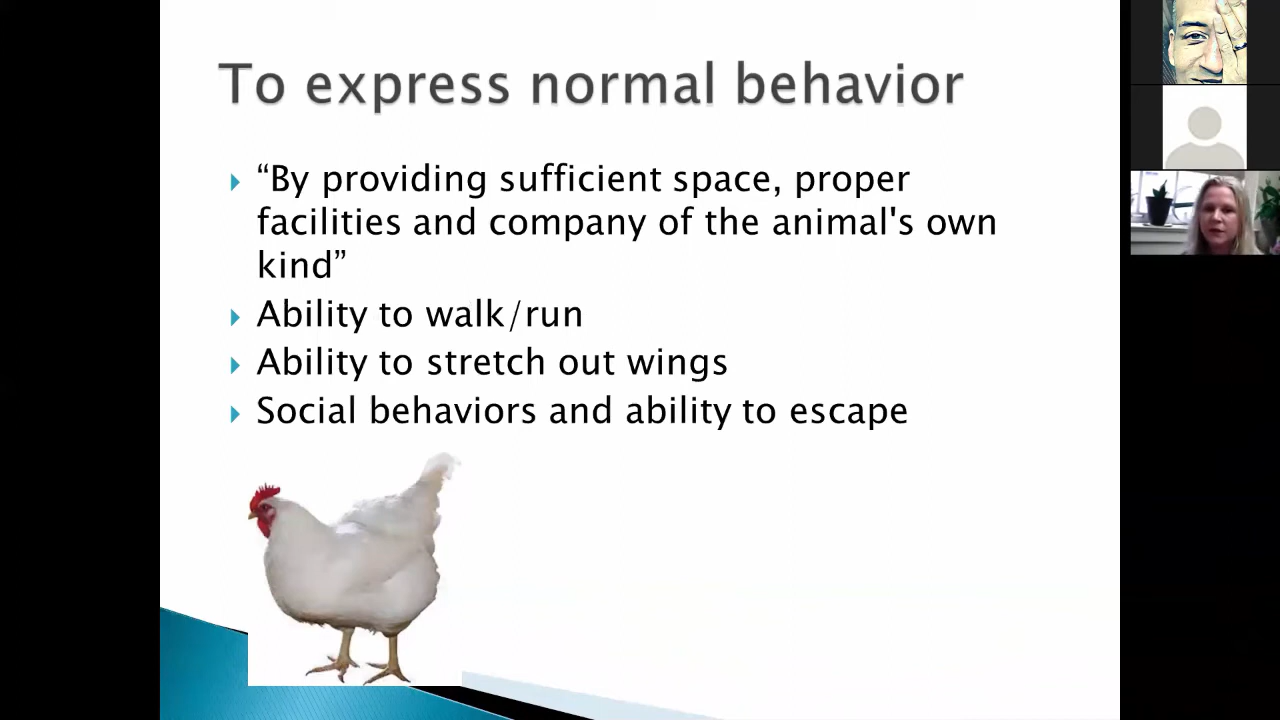 To express normal behavior
“By providing sufficient space, proper
facilities and company of the animal's own
kind”
Ability to walk/run
Ability to stretch out wings
Social behaviors and ability to escape